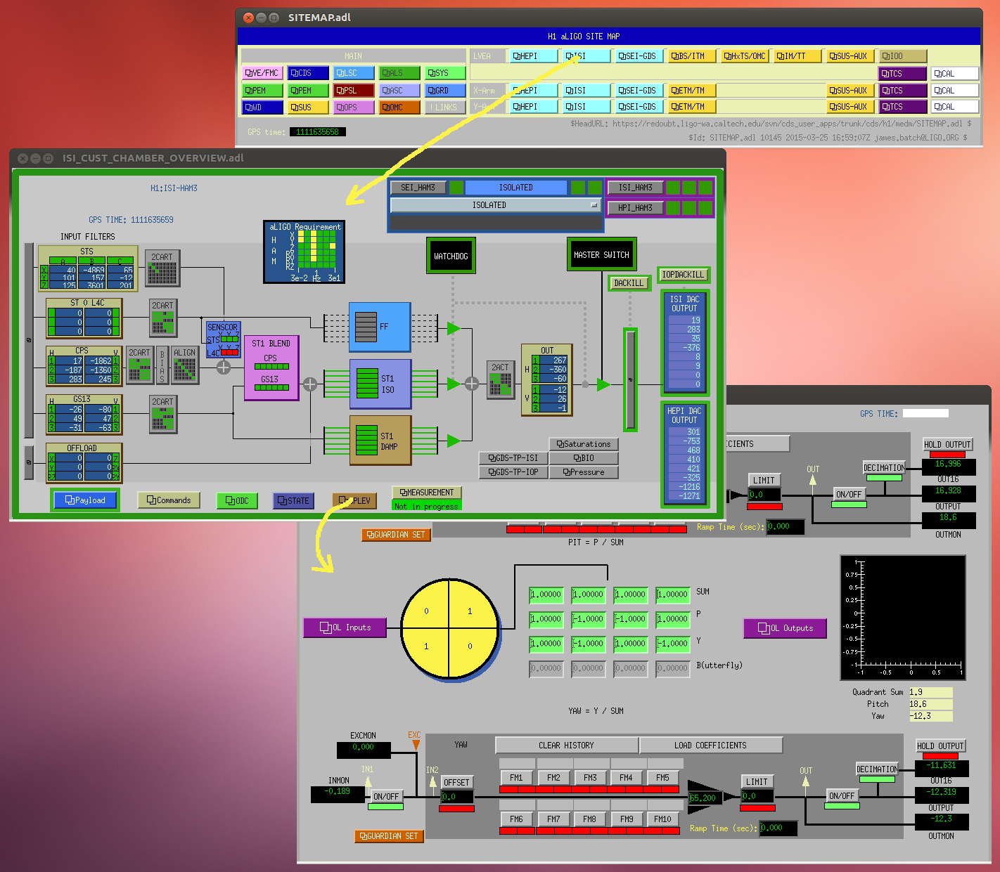 SITEMAP.adl
H1 aLIGO SITE MAP
MAIN
LVEA HEPI ISI SEI-GDS BS/ITM HxTS/OMC IM/TT SUS-AUX IOO
VE/FMC CDS LSC ALS SYS TCS CAL
PEM PEM PSL ASC GRD X-Arm HEPI ISI SEI-GDS ETM/TM SUS-AUX TCS CAL
WD SUS OPS OMC !LINKS HEPI ISI SEI-GDS ETM/TM SUS-AUX TCS CAL
$HeadURL: https://redoubt.ligo-wa.caltech.edu/svn/cds_user_apps/trunk/cds/h1/medm/SITEMAP.adl $
GPS time: 1111635658
$Id: SITEMAP.adl 10145 2015-03-25 16:59:07Z james.batch@LIGO.ORG $
ISI_CUST_CHAMBER_OVERVIEW.adl
H1:ISI-HAM3
SEI_HAM3 ISOLATED ISI_HAM3
ISOLATED HPI_HAM3
GPS TIME: 1111635659
INPUT FILTERS
aLIGO Requirement
H A M
X Y Z RX RY RZ
1
3e-2 Hz 3e1
WATCHDOG
MASTER SWITCH
DACKILL
IOPDACKILL
STS
A B C
X 40 -4869 65
Y 101 157 -12
Z 125 3601 201
2CART
ST 0 L4C
0 0
0 0
0 0
2CART
SENSCOR
X Y Z
STS
X Y Z
L4C
CPS
H V
1 17 -1862 1
2 -187 -1360 2
3 283 245 3
2CART
BIAS
ALIGN
GS13
H V
1 -26 -80 1
2 49 47 2
3 -31 -63 3
2CART
OFFLOAD
X 0 0 Z
Y 0 0 RX
RZ 0 0 RY
ST1 BLEND
CPS
GS13
FF
ST1
ISO
ST1
DAMP
2ACT
OUT
H
1 267
2 -360
3 -60
V
1 -12
2 26
3 -1
ISI DAC
OUTPUT
19
283
35
-376
8
9
0
0
HEPI DAC
OUTPUT
301
-753
468
410
421
-325
-1216
-1271
Saturations
GDS-TP-ISI BIO
GDS-TP-IOP Pressure
Payload Commands ODC STATE PLEV
MEASUREMENT
Not in progress
GPS TIME:
CIENTS
HOLD OUTPUT
16.996
OUT16
16.928
OUTPUT
18.6
OUTMON
OUT
DECIMATION
LIMIT
0.0
ON/OFF
Ramp Time (sec): 0.000
GUARDIAN SET
PIT = P / SUM
OL Inputs
0 1
1 0
1.00000 1.00000 1.00000 1.00000 SUM
1.00000 -1.00000 1.00000 -1.00000 P
1.00000 -1.00000 1.00000 -1.00000 Y
0.00000 0.00000 0.00000 0.00000 B(utterfly)
OL Outputs
1
0.75
0.5
0.25
0
-0.25
-0.5
-0.75
-1
-1 -0.5 0 0.5 1
Quadrant Sum 1.9
Pitch 18.6
Yaw -12.3
YAW = Y / SUM
EXCMON
0.000
EXC
YAW CLEAR HISTORY LOAD COEFFICIENTS
INMON
-0.189
IN1
ON/OFF
IN2
OFFSET
0.0
FM1 FM2 FM3 FM4 FM5
FM6 FM7 FM8 FM9 FM10
65.200
LIMIT
0.0
Ramp Time (sec): 0.000
OUT
ON/OFF
DECIMATION
HOLD OUTPUT
-11.631
OUT16
-12.319
OUTPUT
-12.3
OUTMON
GUARDIAN SET